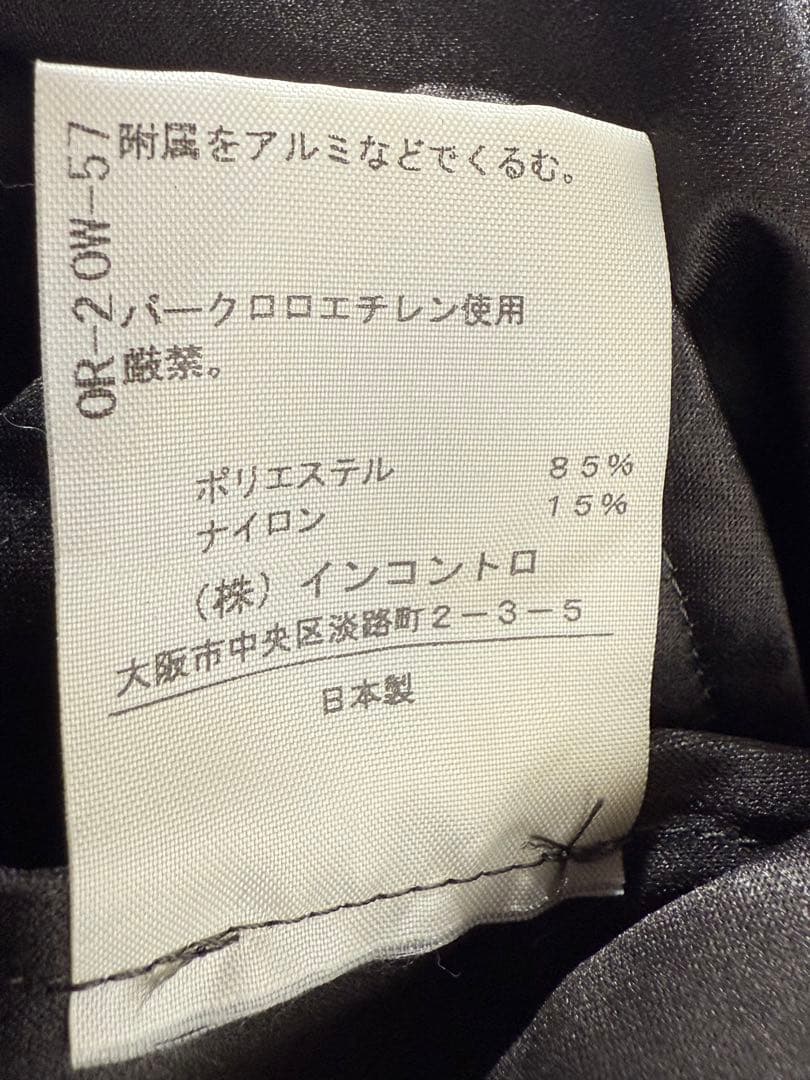 附属をアルミなどでくるむ。
OR-20W-57
パークロロエチレン使用
厳禁。
ポリエステル 85%
ナイロン 15%
(株)インコントロ
大阪市中央区淡路町2-3-5
日本製